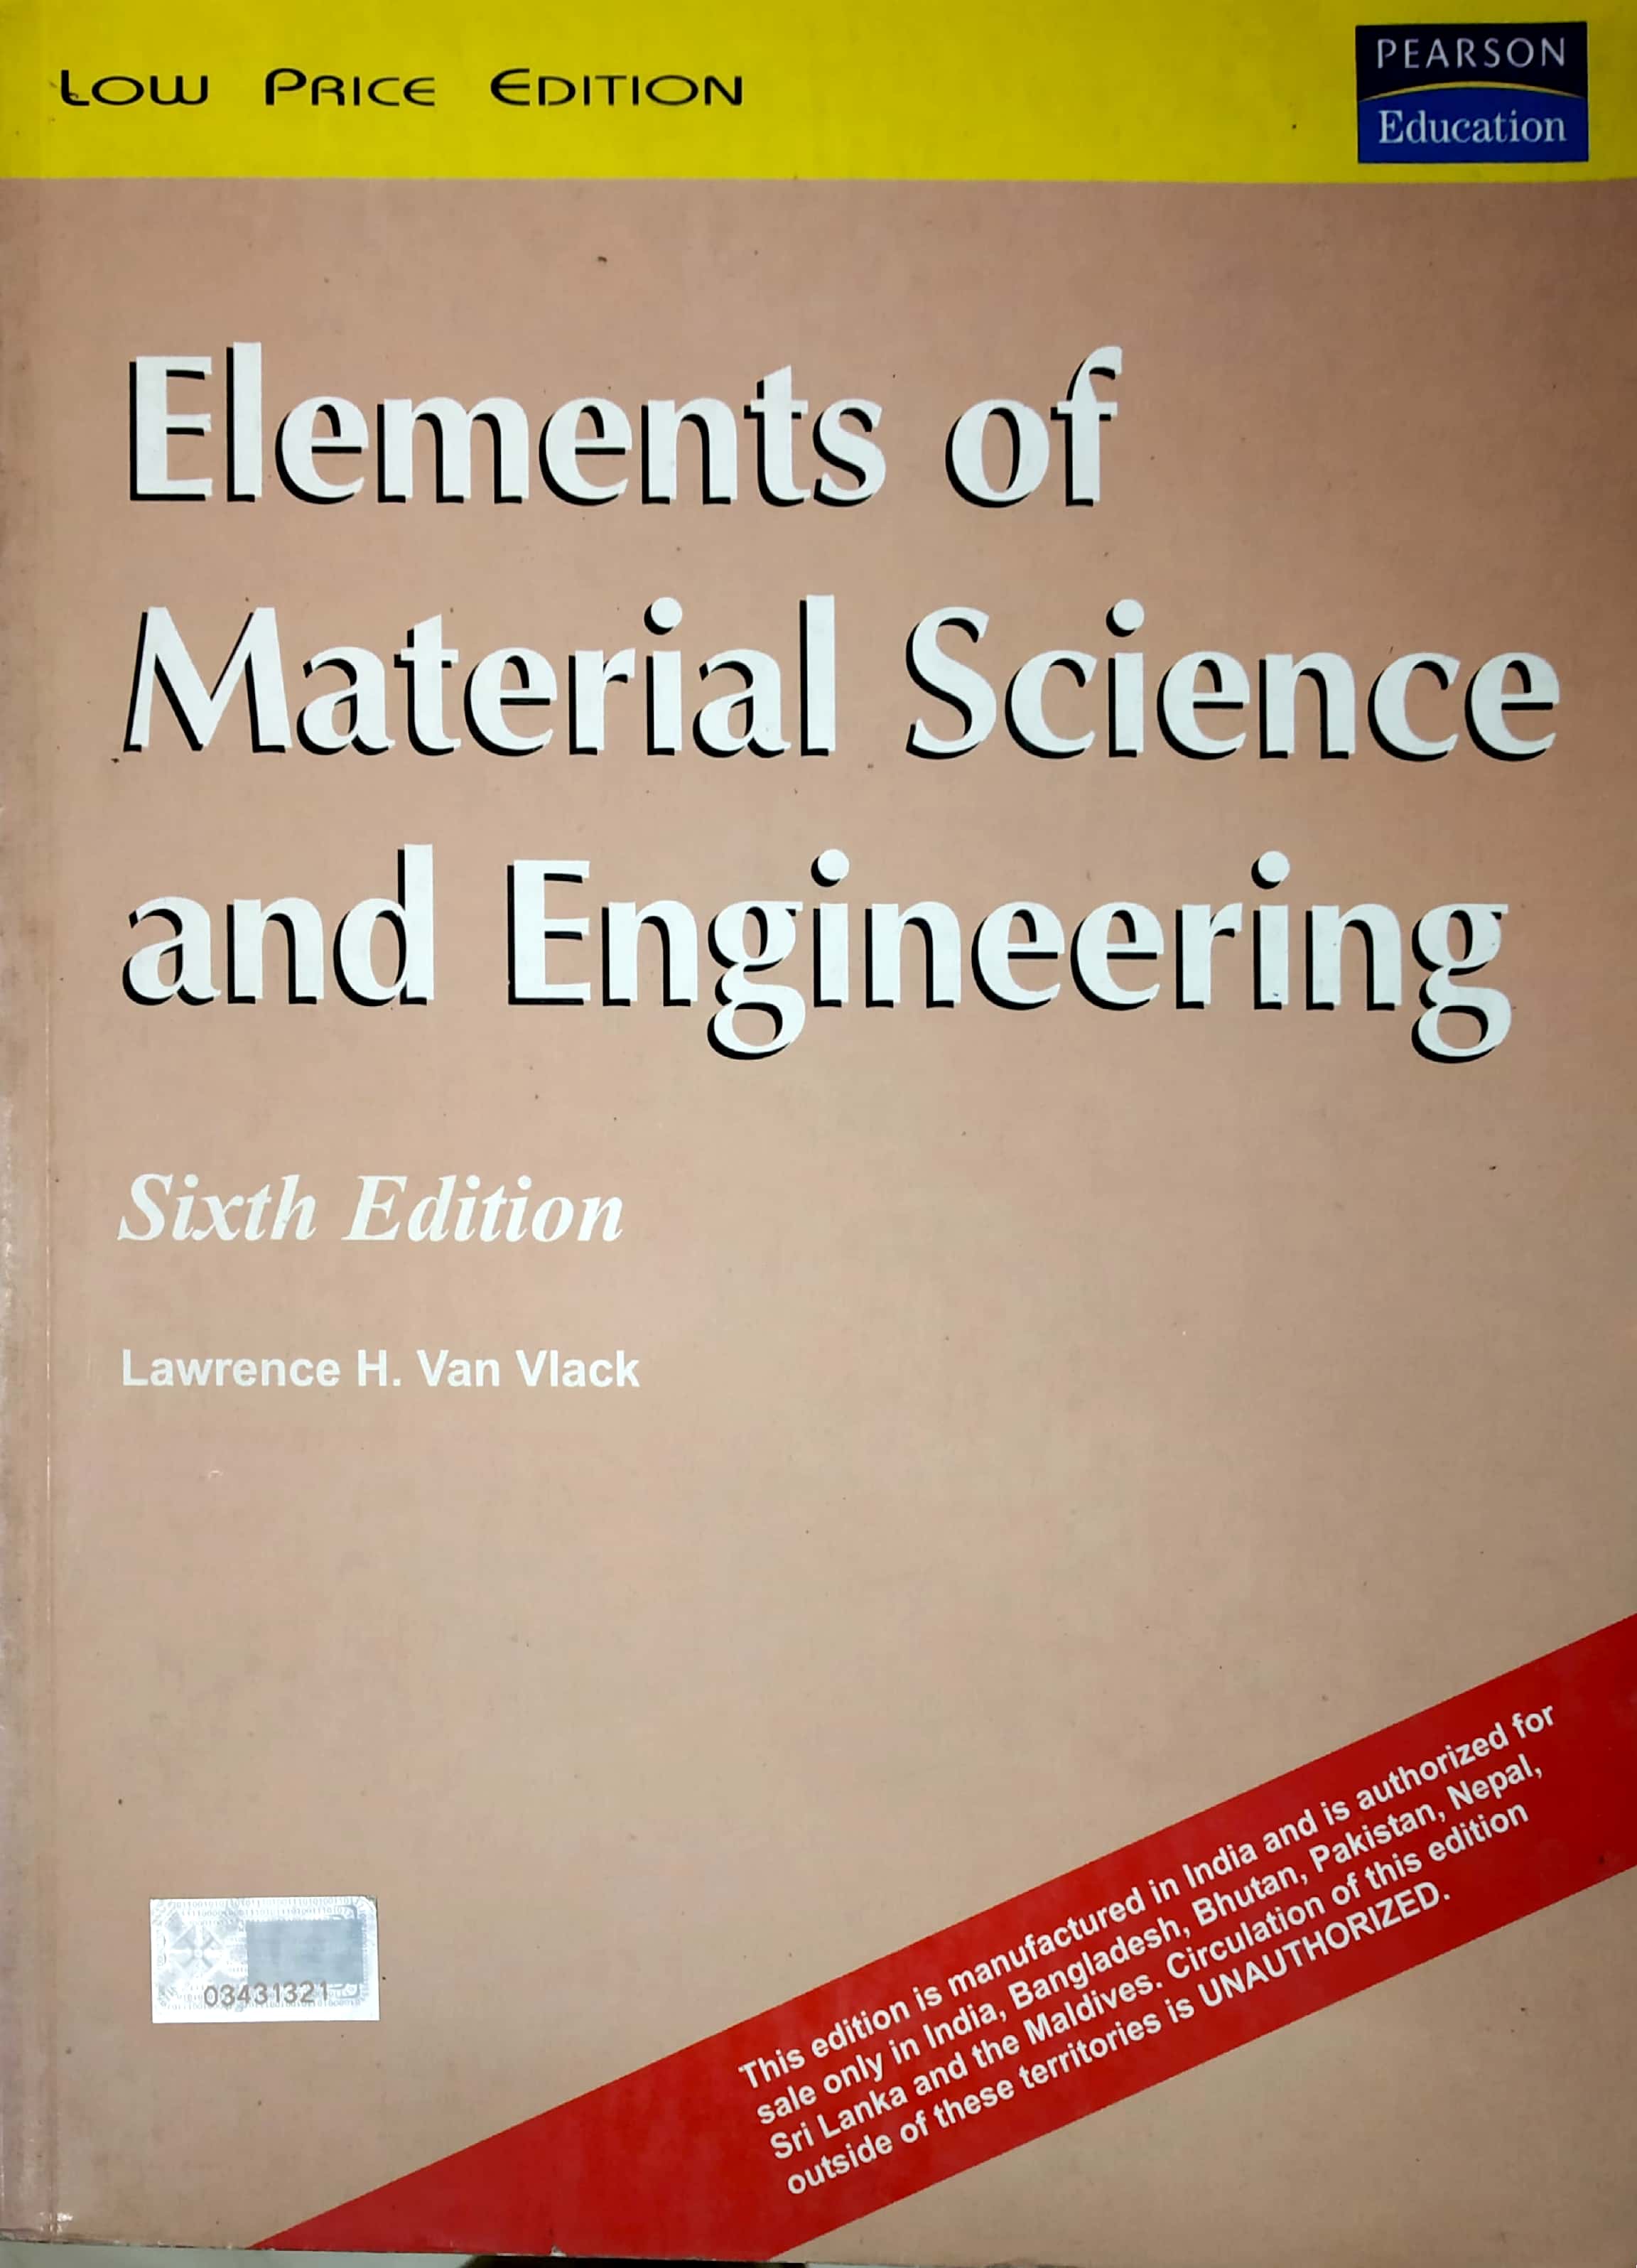 LOW PRICE EDITION
PEARSON
Education
Elements of
Material Science
and Engineering
Sixth Edition
Lawrence H. Van Vlack
03431321
This edition is manufactured in India and is authorized for
sale only in India, Bangladesh, Bhutan, Pakistan, Nepal,
Sri Lanka and the Maldives. Circulation of this edition
outside of these territories is UNAUTHORIZED.